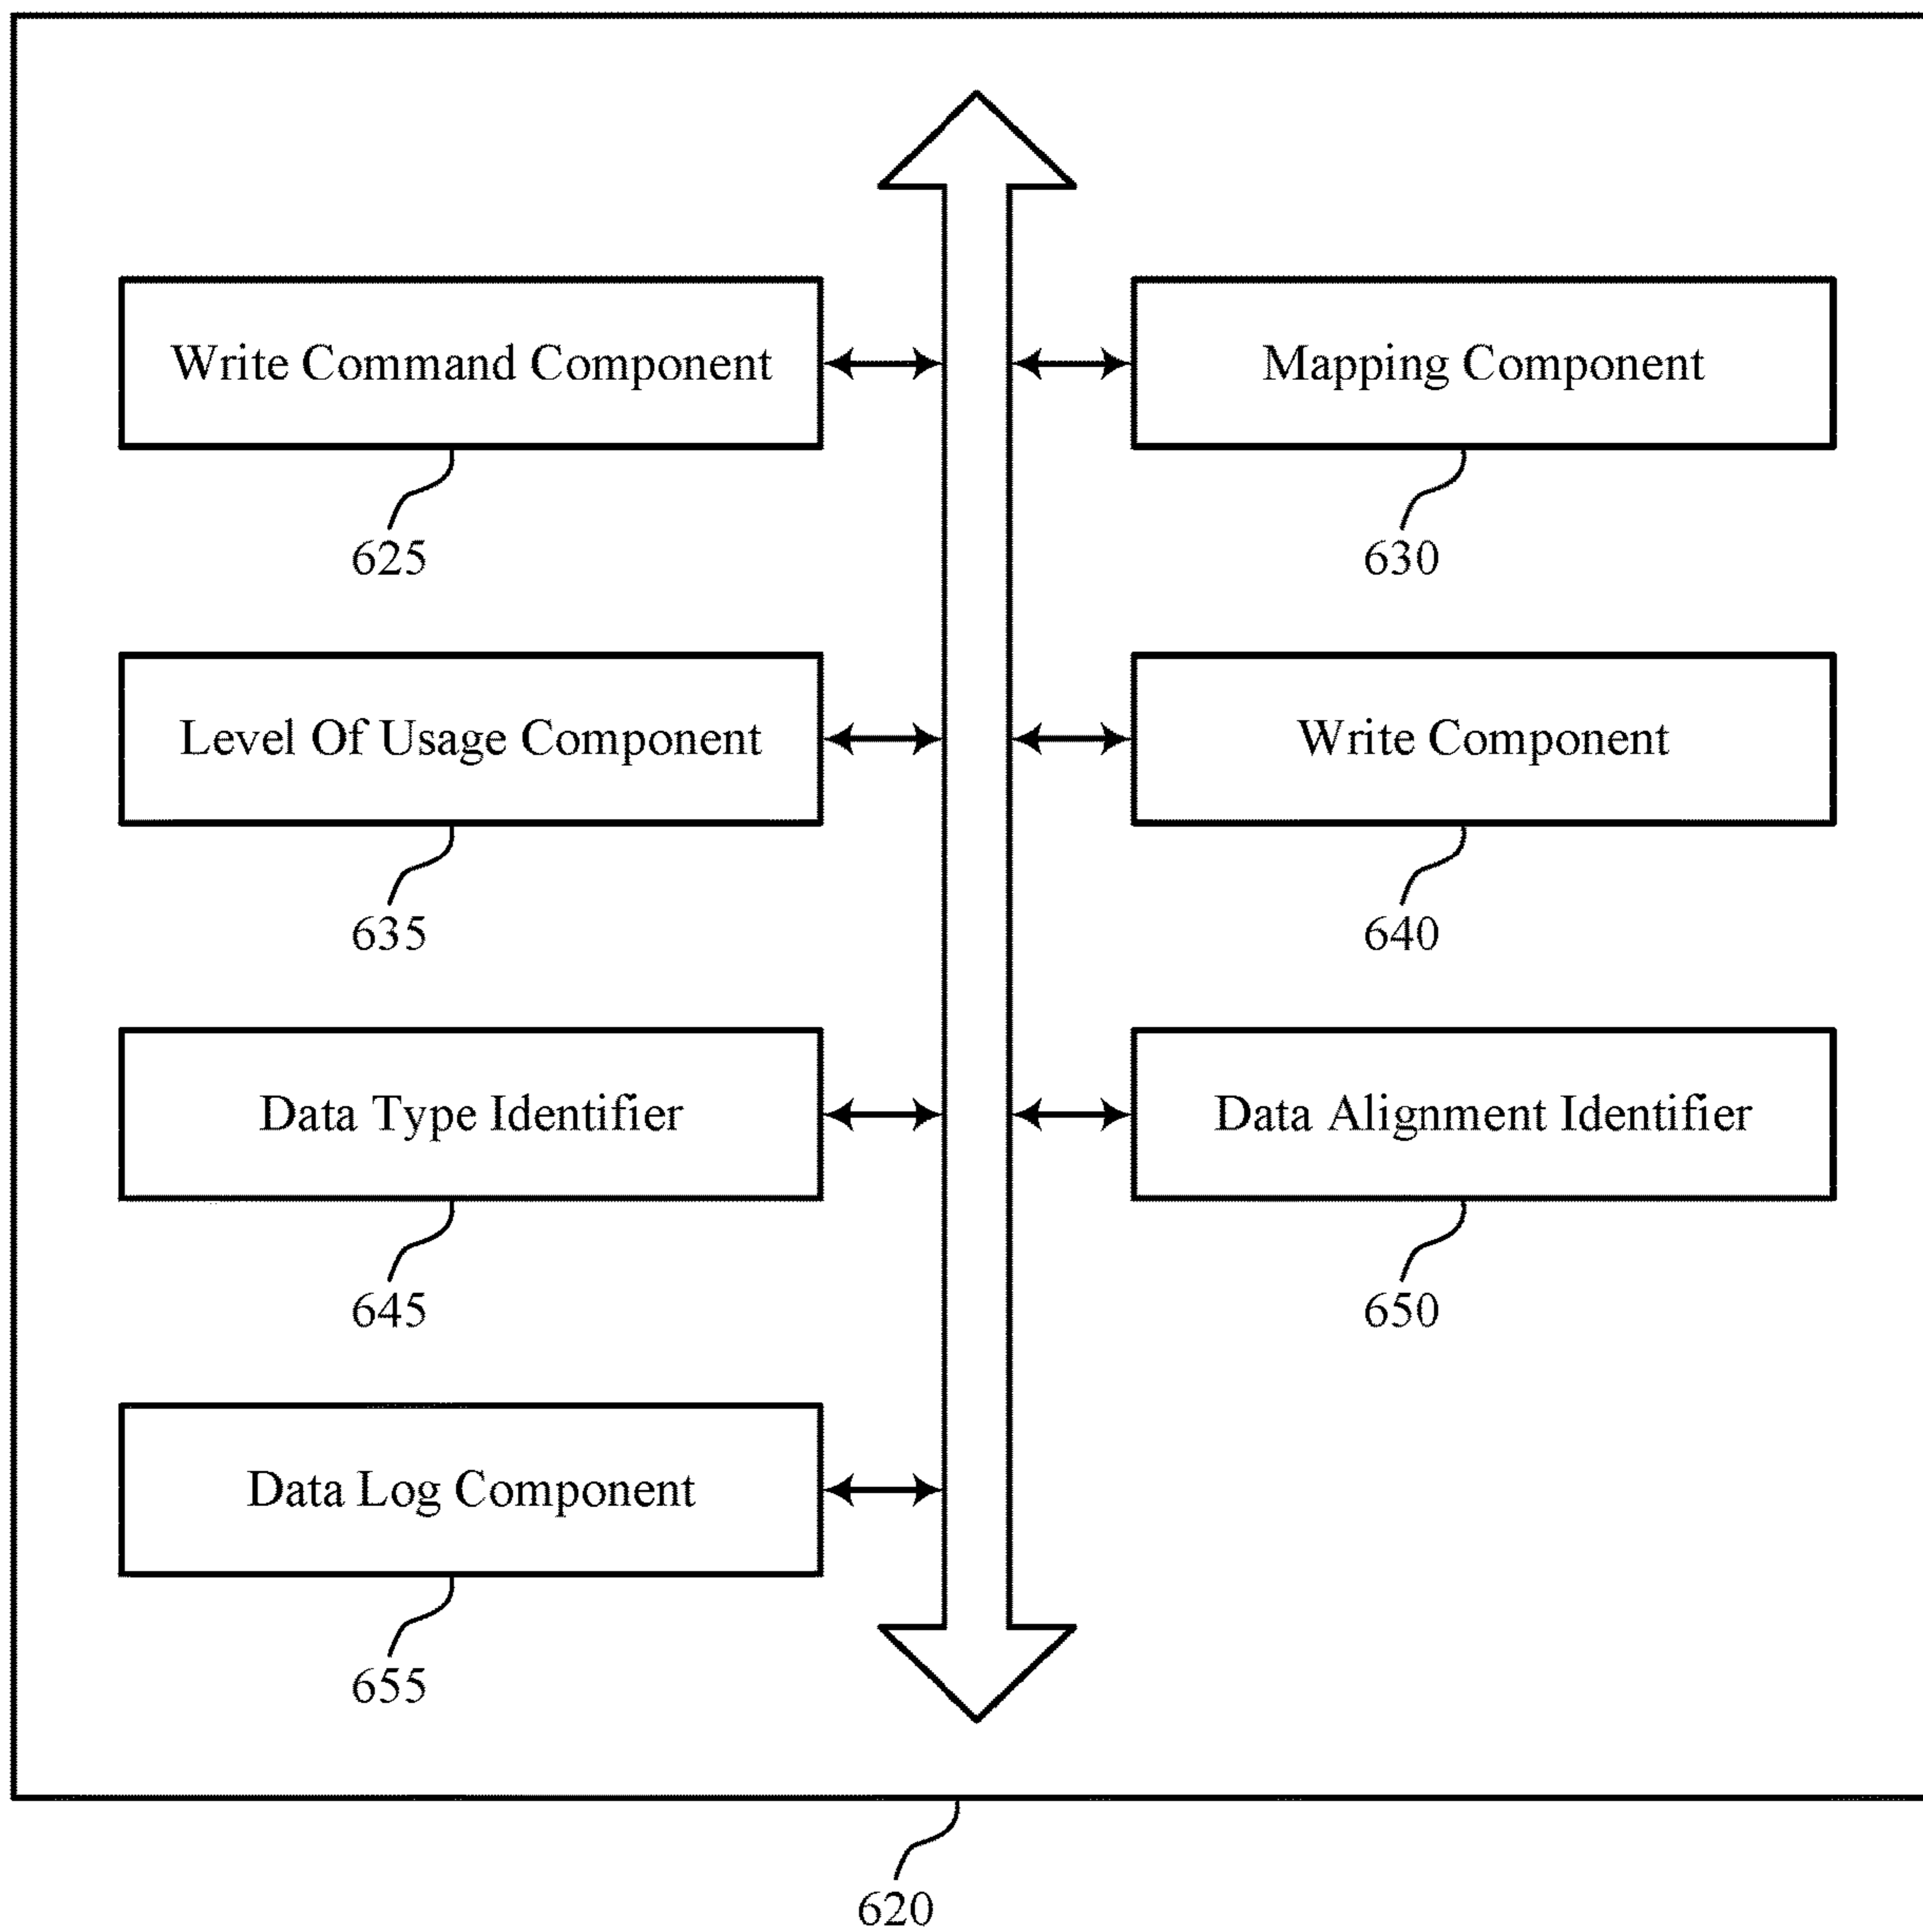 Write Command Component
Mapping Component
625
630
Level Of Usage Component
Write Component
635
640
Data Type Identifier
Data Alignment Identifier
645
650
Data Log Component
655
620